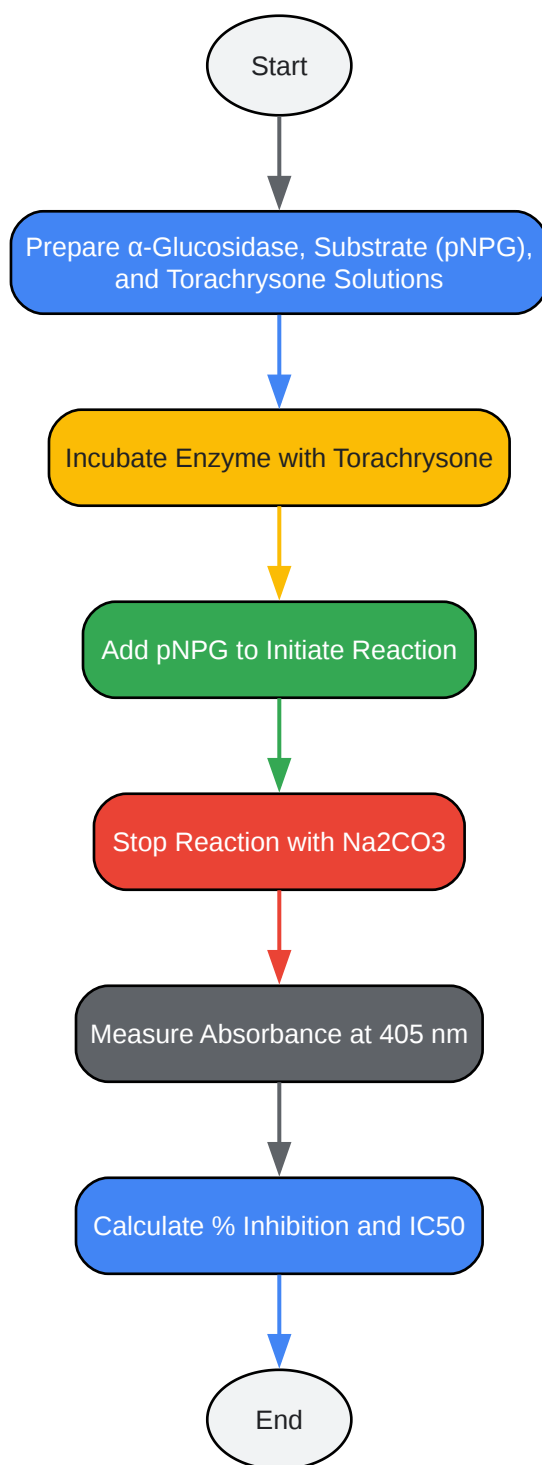 Start
Prepare α-Glucosidase, Substrate (pNPG),
and Torachrysone Solutions
Incubate Enzyme with Torachrysone
Add pNPG to Initiate Reaction
Stop Reaction with Na2CO3
Measure Absorbance at 405 nm
Calculate % Inhibition and IC50
End